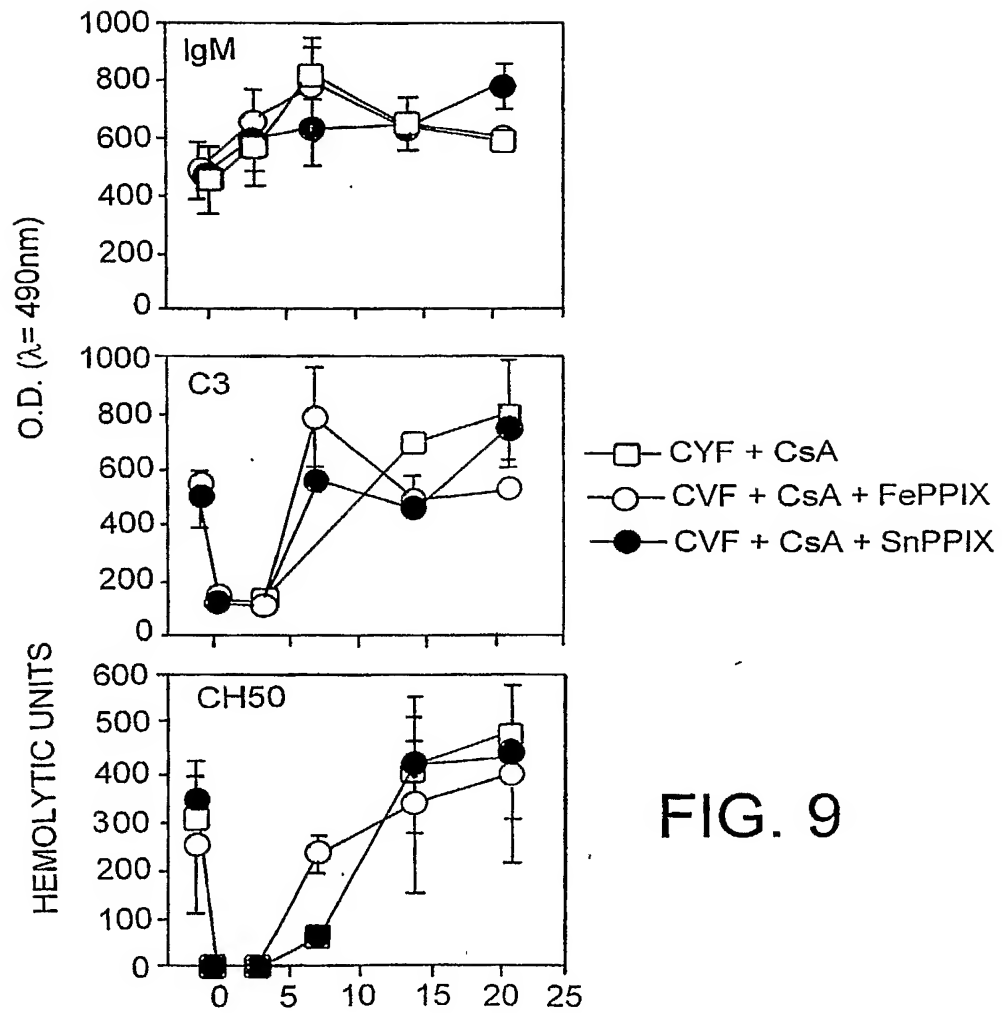 O.D. (λ= 490nm)
1000
IgM
800
600
400
200
0
1000
C3
800
600
400
200
0
CYF + CsA
CVF + CsA + FePPIX
CVF + CsA + SnPPIX
HEMOLYTIC UNITS
600
CH50
500
400
300
200
100
0
0 5 10 15 20 25
FIG. 9